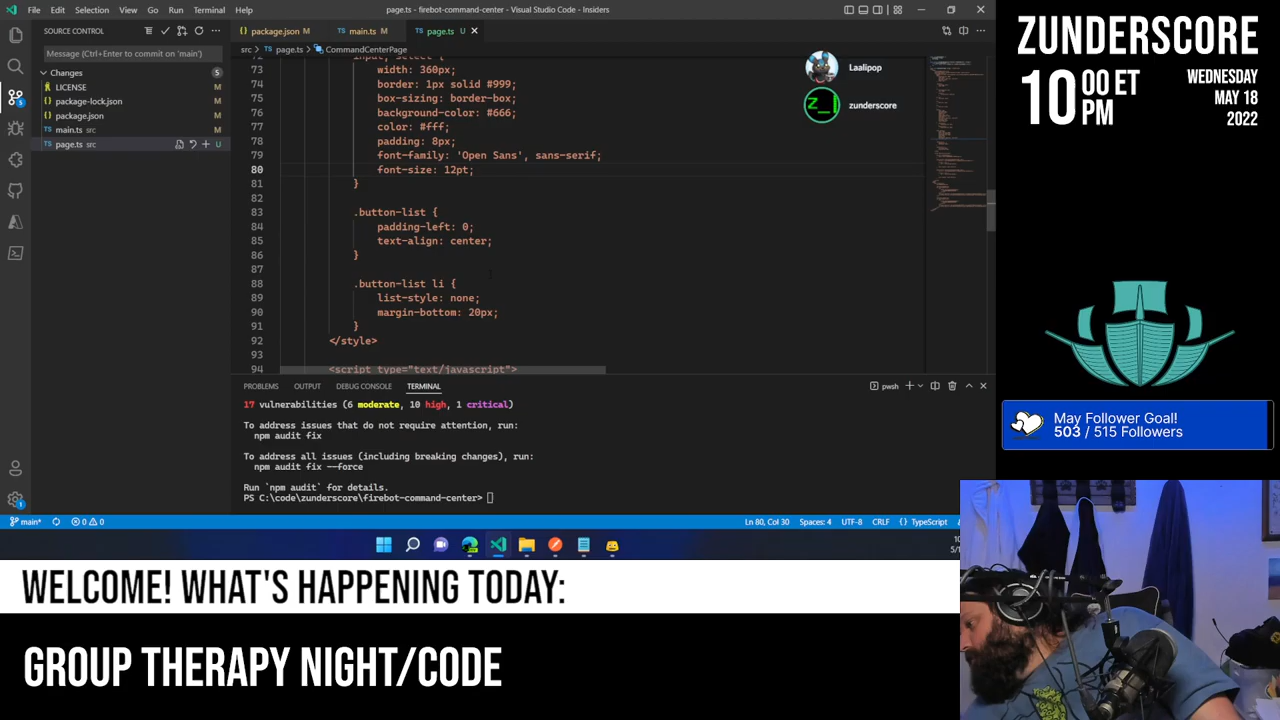 File Edit Selection View Go Run Terminal Help
page.ts - firebot-command-center - Visual Studio Code - Insiders
SOURCE CONTROL
package.json M
main.ts M
page.ts U
src > page.ts > CommandCenterPage
Message (Ctrl+Enter to commit on 'main')
Changes 5
LICENSE M
package-lock.json M
package.json M
main.ts src M
page.ts src U
72 input, select {
73 width: 360px;
74 border: 1px solid #999;
75 box-sizing: border-box;
76 background-color: #666;
77 color: #fff;
78 padding: 8px;
79 font-family: 'Open Sans', sans-serif;
80 font-size: 12pt;
81 }
82
83 .button-list {
84 padding-left: 0;
85 text-align: center;
86 }
87
88 .button-list li {
89 list-style: none;
90 margin-bottom: 20px;
91 }
92 </style>
93
94 <script type="text/javascript">
Laalipop
zunderscore
PROBLEMS OUTPUT DEBUG CONSOLE TERMINAL
pwsh
17 vulnerabilities (6 moderate, 10 high, 1 critical)
To address issues that do not require attention, run:
npm audit fix
To address all issues (including breaking changes), run:
npm audit fix --force
Run `npm audit` for details.
PS C:\code\zunderscore\firebot-command-center>
main* 0 0
Ln 80, Col 30 Spaces: 4 UTF-8 CRLF {} TypeScript
ZUNDERSCORE
10 00 ET
PM
WEDNESDAY
MAY 18
2022
May Follower Goal!
503 / 515 Followers
WELCOME! WHAT'S HAPPENING TODAY:
GROUP THERAPY NIGHT/CODE